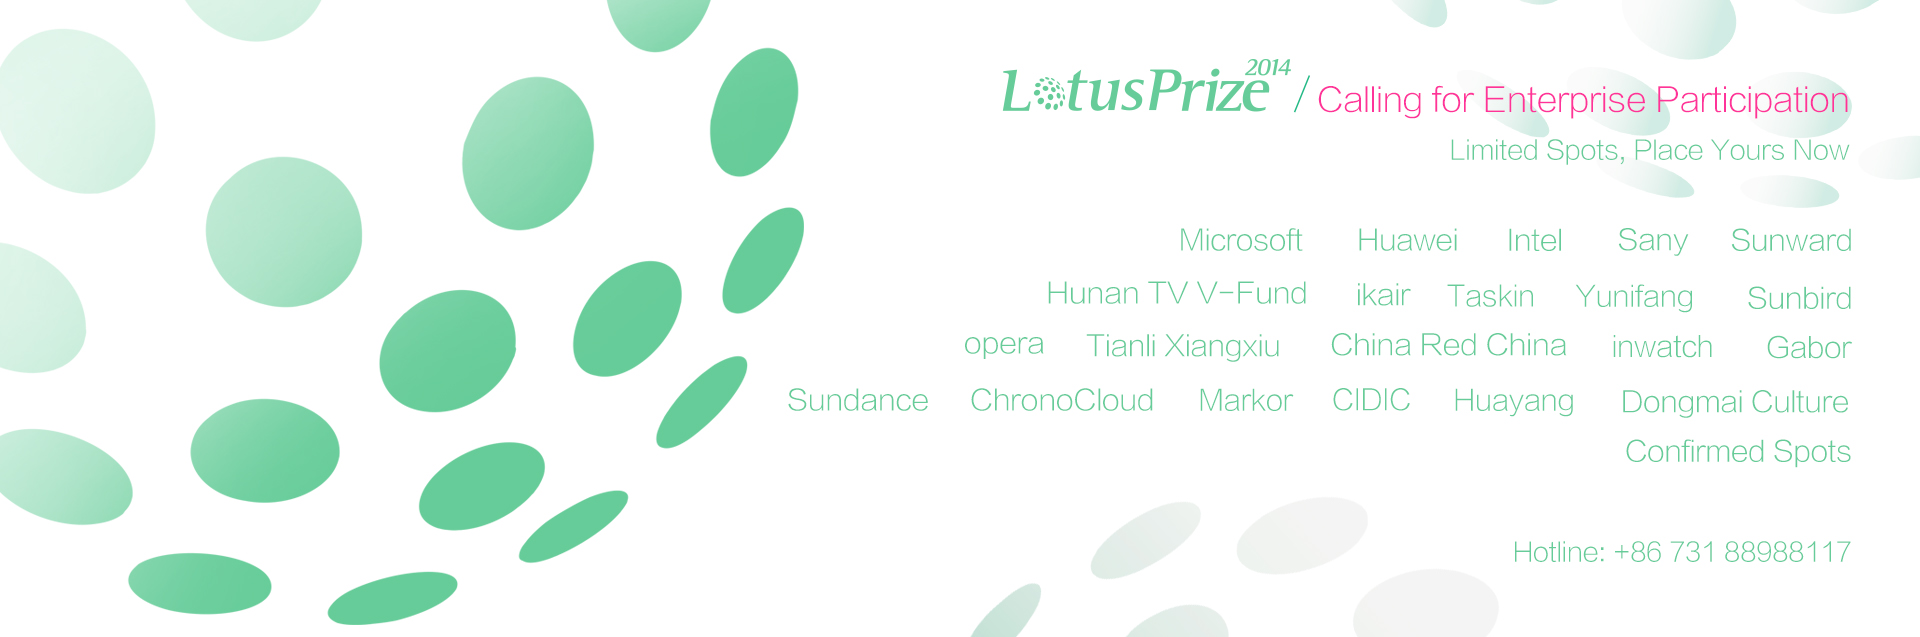 LotusPrize 2014 / Calling for Enterprise Participation
Limited Spots, Place Yours Now
Microsoft Huawei Intel Sany Sunward
Hunan TV V-Fund ikair Taskin Yunifang Sunbird
opera Tianli Xiangxiu China Red China inwatch Gabor
Sundance ChronoCloud Markor CIDIC Huayang Dongmai Culture
Confirmed Spots
Hotline: +86 731 88988117